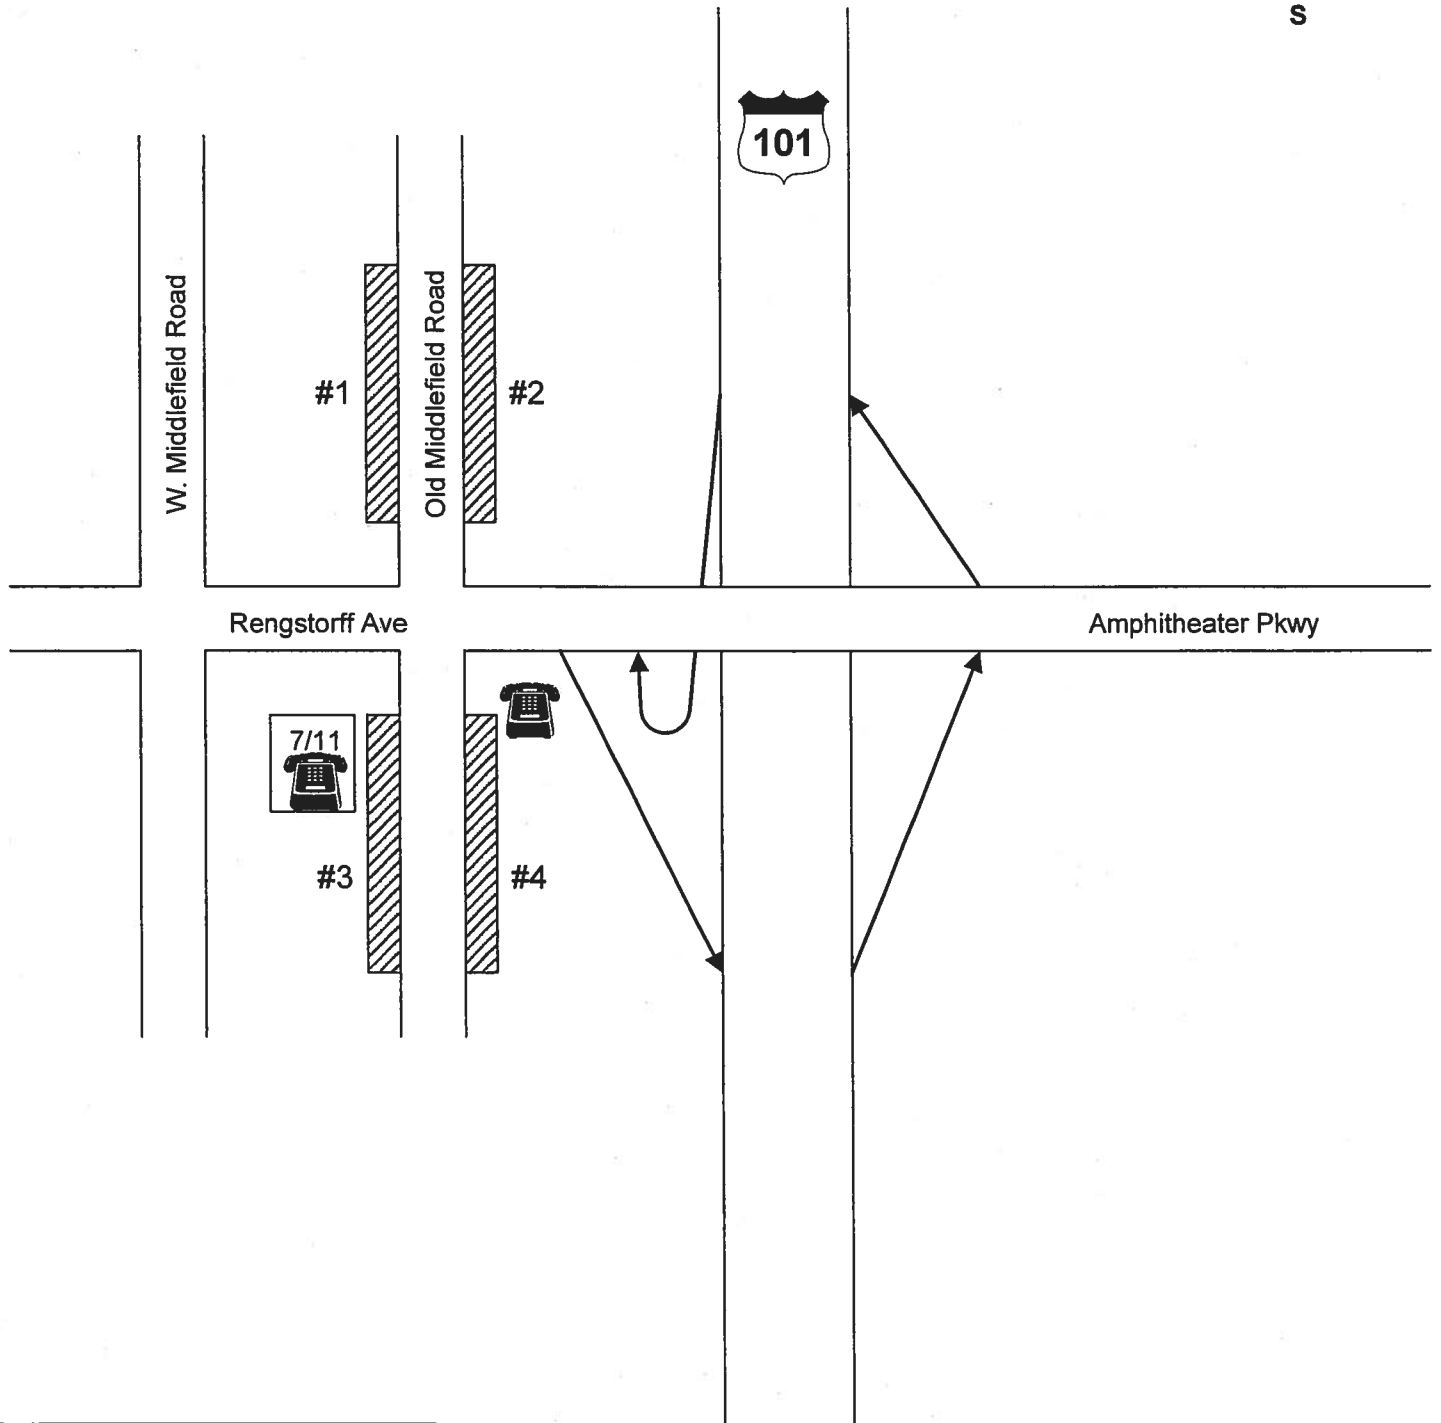 S
101
W. Middlefield Road
Old Middlefield Road
#1
#2
Rengstorff Ave
Amphitheater Pkwy
7/11
#3
#4